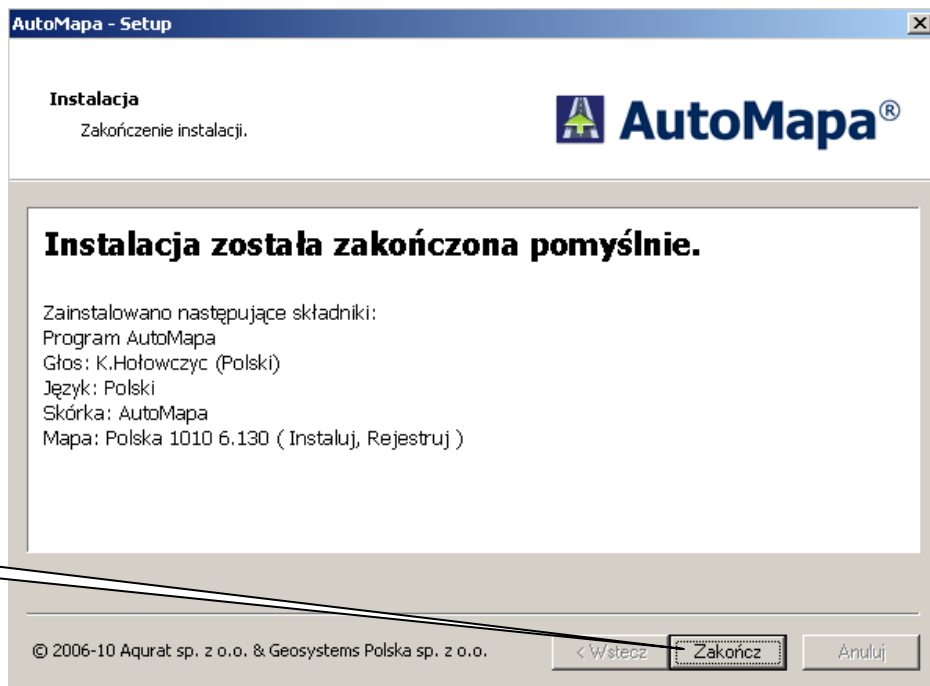 AutoMapa - Setup
Instalacja
Zakończenie instalacji.
AutoMapa®
Instalacja została zakończona pomyślnie.
Zainstalowano następujące składniki:
Program AutoMapa
Głos: K.Hołowczyc (Polski)
Język: Polski
Skórka: AutoMapa
Mapa: Polska 1010 6.130 ( Instaluj, Rejestruj )
© 2006-10 Aqurat sp. z o.o. & Geosystems Polska sp. z o.o.
< Wstecz
Zakończ
Anuluj